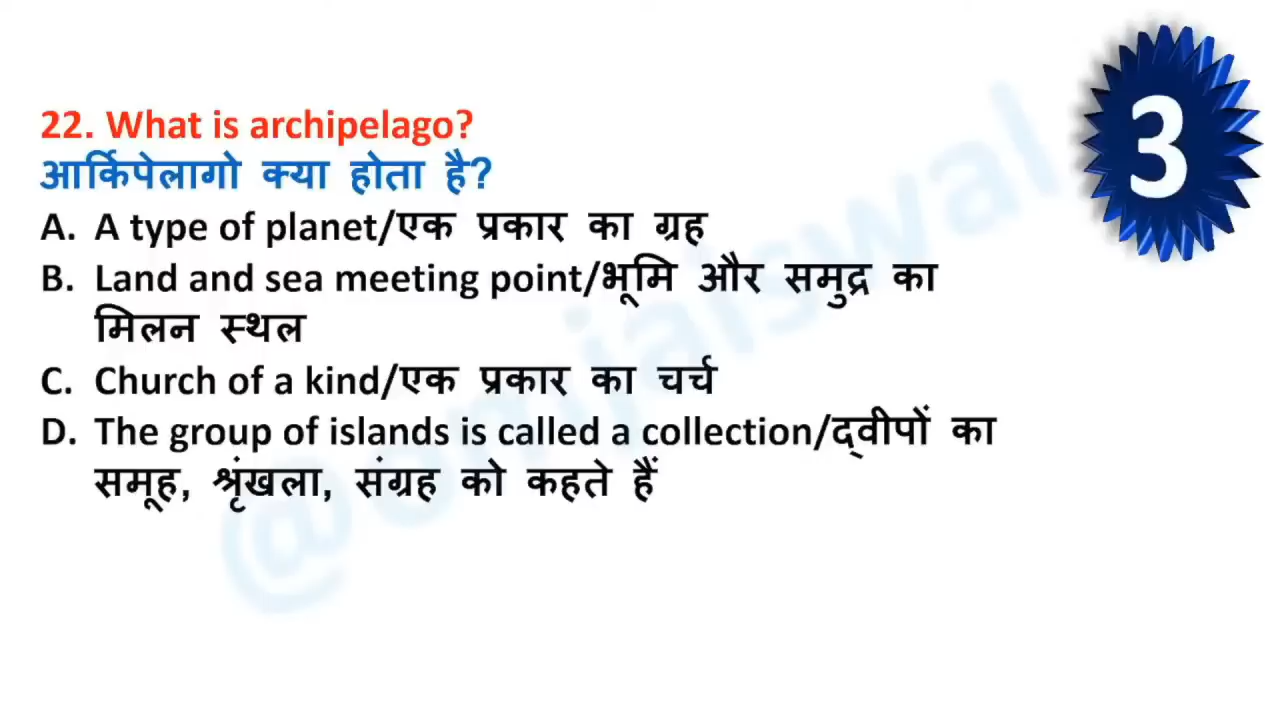 3
22. What is archipelago?
आर्किपेलागो क्या होता है?
A. A type of planet/एक प्रकार का ग्रह
B. Land and sea meeting point/भूमि और समुद्र का
मिलन स्थल
C. Church of a kind/एक प्रकार का चर्च
D. The group of islands is called a collection/द्वीपों का
समूह, श्रृंखला, संग्रह को कहते हैं